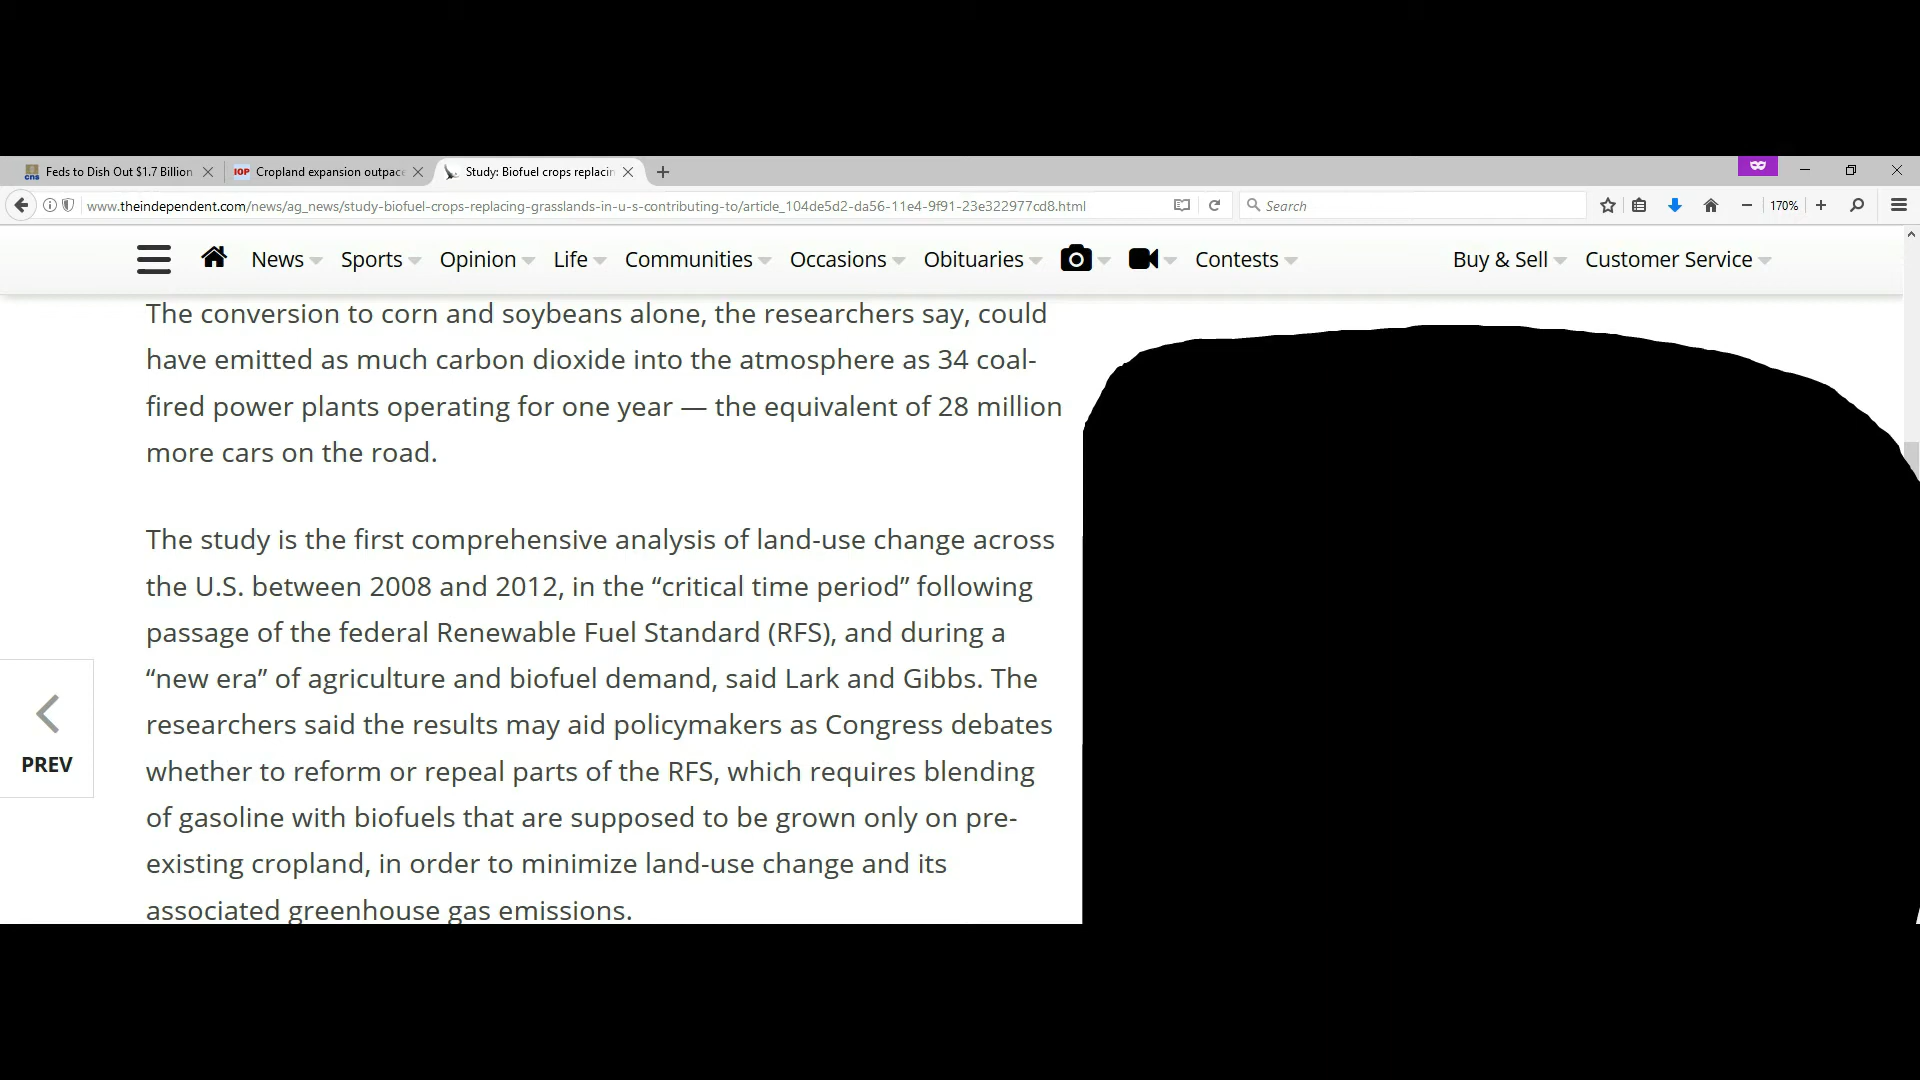 Feds to Dish Out $1.7 Billion
IOP Cropland expansion outpace
Study: Biofuel crops replacin
www.theindependent.com/news/ag_news/study-biofuel-crops-replacing-grasslands-in-u-s-contributing-to/article_104de5d2-da56-11e4-9f91-23e322977cd8.html
Search
170%
News Sports Opinion Life Communities Occasions Obituaries Contests Buy & Sell Customer Service
The conversion to corn and soybeans alone, the researchers say, could
have emitted as much carbon dioxide into the atmosphere as 34 coal-
fired power plants operating for one year — the equivalent of 28 million
more cars on the road.
The study is the first comprehensive analysis of land-use change across
the U.S. between 2008 and 2012, in the “critical time period” following
passage of the federal Renewable Fuel Standard (RFS), and during a
“new era” of agriculture and biofuel demand, said Lark and Gibbs. The
researchers said the results may aid policymakers as Congress debates
whether to reform or repeal parts of the RFS, which requires blending
of gasoline with biofuels that are supposed to be grown only on pre-
existing cropland, in order to minimize land-use change and its
associated greenhouse gas emissions.
PREV